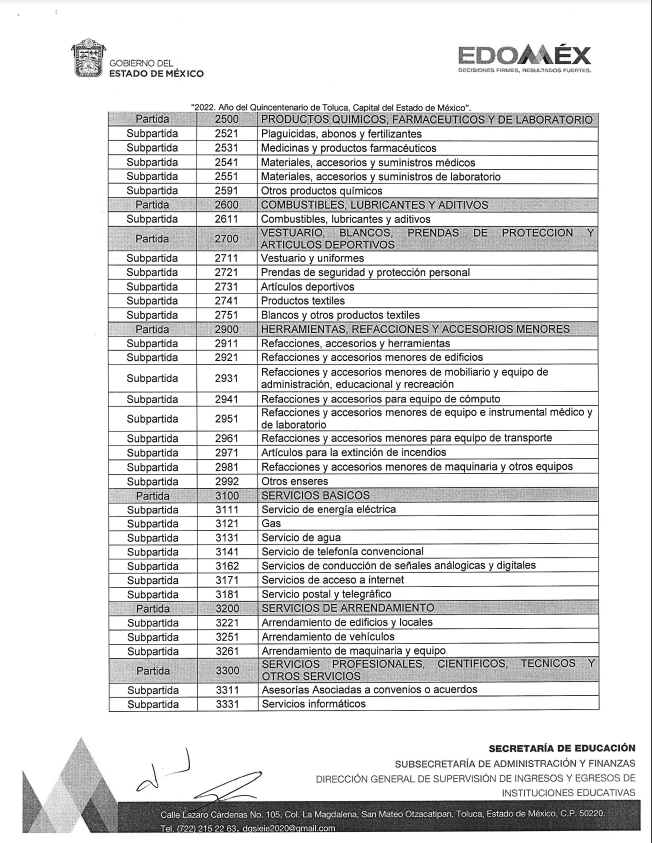 GOBIERNO DEL
ESTADO DE MÉXICO
EDOMÉX
DECISIONES FIRMES, RESULTADOS FUERTES.
"2022. Año del Quincentenario de Toluca, Capital del Estado de México".
Partida 2500 PRODUCTOS QUIMICOS, FARMACEUTICOS Y DE LABORATORIO
Subpartida 2521 Plaguicidas, abonos y fertilizantes
Subpartida 2531 Medicinas y productos farmacéuticos
Subpartida 2541 Materiales, accesorios y suministros médicos
Subpartida 2551 Materiales, accesorios y suministros de laboratorio
Subpartida 2591 Otros productos químicos
Partida 2600 COMBUSTIBLES, LUBRICANTES Y ADITIVOS
Subpartida 2611 Combustibles, lubricantes y aditivos
Partida 2700 VESTUARIO, BLANCOS, PRENDAS DE PROTECCION Y
ARTICULOS DEPORTIVOS
Subpartida 2711 Vestuario y uniformes
Subpartida 2721 Prendas de seguridad y protección personal
Subpartida 2731 Artículos deportivos
Subpartida 2741 Productos textiles
Subpartida 2751 Blancos y otros productos textiles
Partida 2900 HERRAMIENTAS, REFACCIONES Y ACCESORIOS MENORES
Subpartida 2911 Refacciones, accesorios y herramientas
Subpartida 2921 Refacciones y accesorios menores de edificios
Subpartida 2931 Refacciones y accesorios menores de mobiliario y equipo de
administración, educacional y recreación
Subpartida 2941 Refacciones y accesorios para equipo de cómputo
Subpartida 2951 Refacciones y accesorios menores de equipo e instrumental médico y
de laboratorio
Subpartida 2961 Refacciones y accesorios menores para equipo de transporte
Subpartida 2971 Artículos para la extinción de incendios
Subpartida 2981 Refacciones y accesorios menores de maquinaria y otros equipos
Subpartida 2992 Otros enseres
Partida 3100 SERVICIOS BASICOS
Subpartida 3111 Servicio de energía eléctrica
Subpartida 3121 Gas
Subpartida 3131 Servicio de agua
Subpartida 3141 Servicio de telefonía convencional
Subpartida 3162 Servicios de conducción de señales análogicas y digitales
Subpartida 3171 Servicios de acceso a internet
Subpartida 3181 Servicio postal y telegráfico
Partida 3200 SERVICIOS DE ARRENDAMIENTO
Subpartida 3221 Arrendamiento de edificios y locales
Subpartida 3251 Arrendamiento de vehículos
Subpartida 3261 Arrendamiento de maquinaria y equipo
Partida 3300 SERVICIOS PROFESIONALES, CIENTIFICOS, TECNICOS Y
OTROS SERVICIOS
Subpartida 3311 Asesorías Asociadas a convenios o acuerdos
Subpartida 3331 Servicios informáticos
SECRETARÍA DE EDUCACIÓN
SUBSECRETARÍA DE ADMINISTRACIÓN Y FINANZAS
DIRECCIÓN GENERAL DE SUPERVISIÓN DE INGRESOS Y EGRESOS DE
INSTITUCIONES EDUCATIVAS
Calle Lazaro Cárdenas No. 105, Col. La Magdalena, San Mateo Otzacatipan, Toluca, Estado de México, C.P. 50220.
Tel. (722) 215 22 63, dgsieie2020@gmail.com